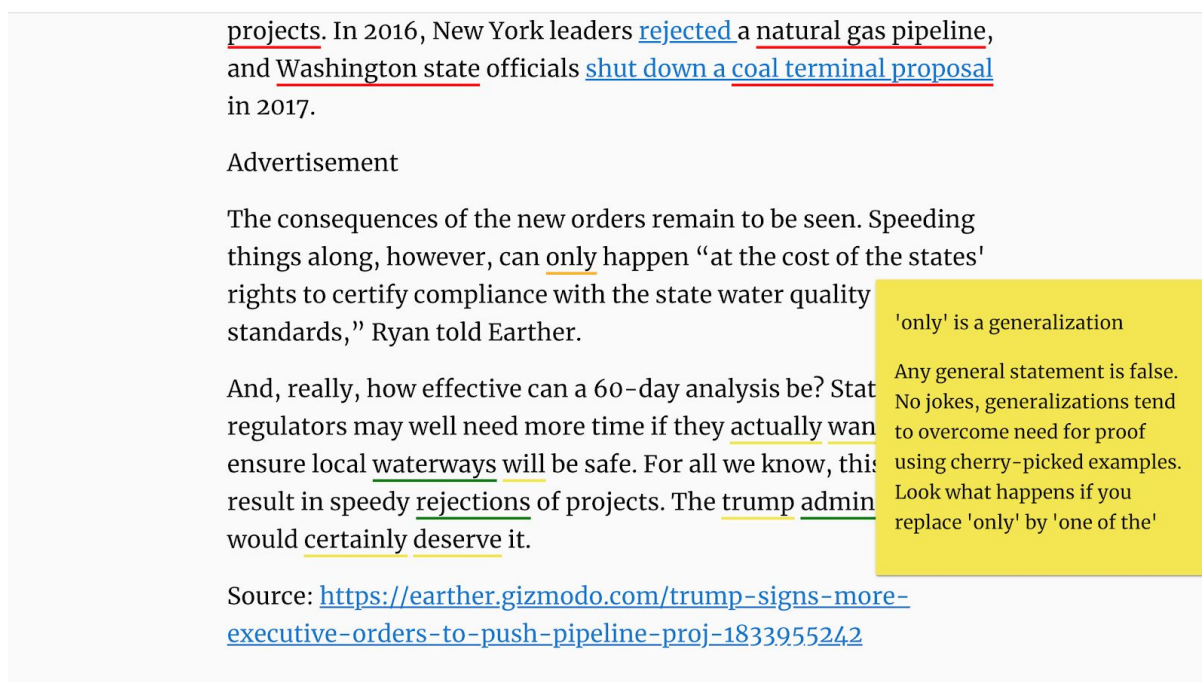 projects. In 2016, New York leaders rejected a natural gas pipeline,
and Washington state officials shut down a coal terminal proposal
in 2017.
Advertisement
The consequences of the new orders remain to be seen. Speeding
things along, however, can only happen “at the cost of the states'
rights to certify compliance with the state water quality
standards,” Ryan told Earther.
And, really, how effective can a 60-day analysis be? Stat
regulators may well need more time if they actually wan
ensure local waterways will be safe. For all we know, this
result in speedy rejections of projects. The trump admin
would certainly deserve it.
Source: https://earther.gizmodo.com/trump-signs-more-
executive-orders-to-push-pipeline-proj-1833955242
'only' is a generalization
Any general statement is false.
No jokes, generalizations tend
to overcome need for proof
using cherry-picked examples.
Look what happens if you
replace 'only' by 'one of the'